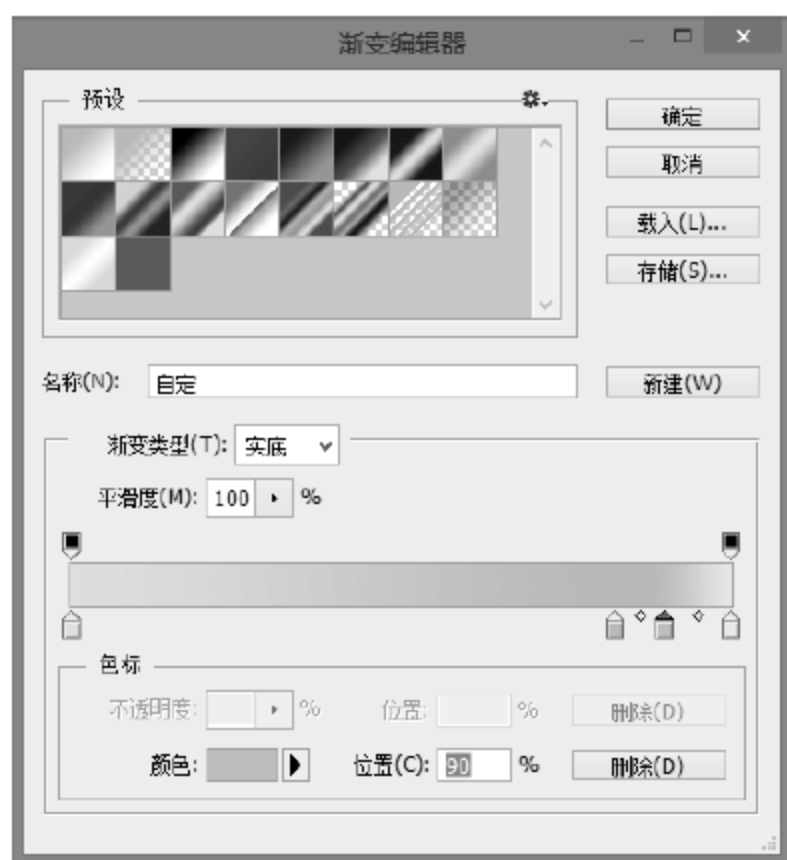 渐变编辑器
预设
确定
取消
载入(L)...
存储(S)...
名称(N): 自定
新建(W)
渐变类型(T): 实底
平滑度(M): 100 %
色标
不透明度: % 位置: % 删除(D)
颜色: 位置(C): 90 % 删除(D)